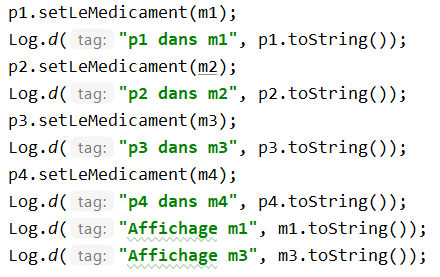 p1.setLeMedicament(m1);
Log.d( tag: "p1 dans m1", p1.toString());
p2.setLeMedicament(m2);
Log.d( tag: "p2 dans m2", p2.toString());
p3.setLeMedicament(m3);
Log.d( tag: "p3 dans m3", p3.toString());
p4.setLeMedicament(m4);
Log.d( tag: "p4 dans m4", p4.toString());
Log.d( tag: "Affichage m1", m1.toString());
Log.d( tag: "Affichage m3", m3.toString());